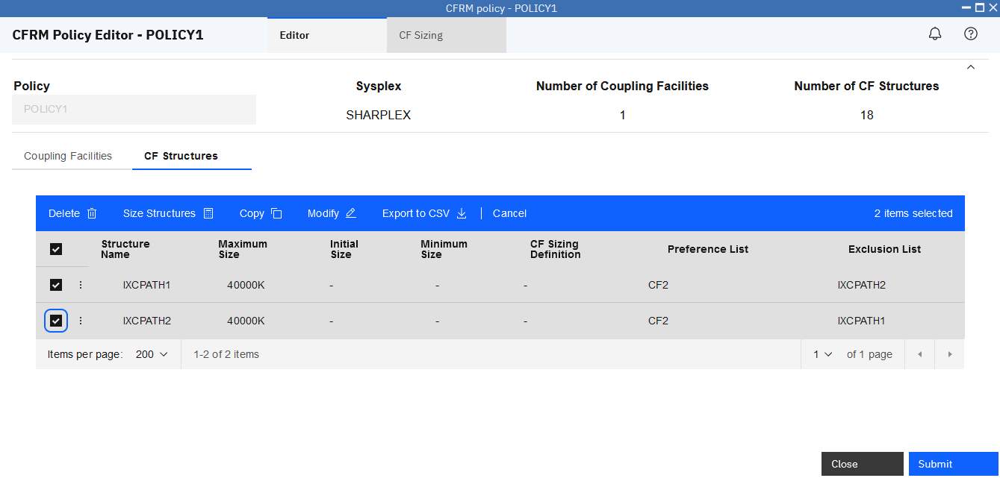 CFRM policy - POLICY1
CFRM Policy Editor - POLICY1 Editor CF Sizing
Policy Sysplex Number of Coupling Facilities Number of CF Structures
POLICY1 SHARPLEX 1 18
Coupling Facilities CF Structures
Delete Size Structures Copy Modify Export to CSV Cancel 2 items selected
Structure Name Maximum Size Initial Size Minimum Size CF Sizing Definition Preference List Exclusion List
IXCPATH1 40000K - - - CF2 IXCPATH2
IXCPATH2 40000K - - - CF2 IXCPATH1
Items per page: 200 1-2 of 2 items 1 of 1 page
Close Submit